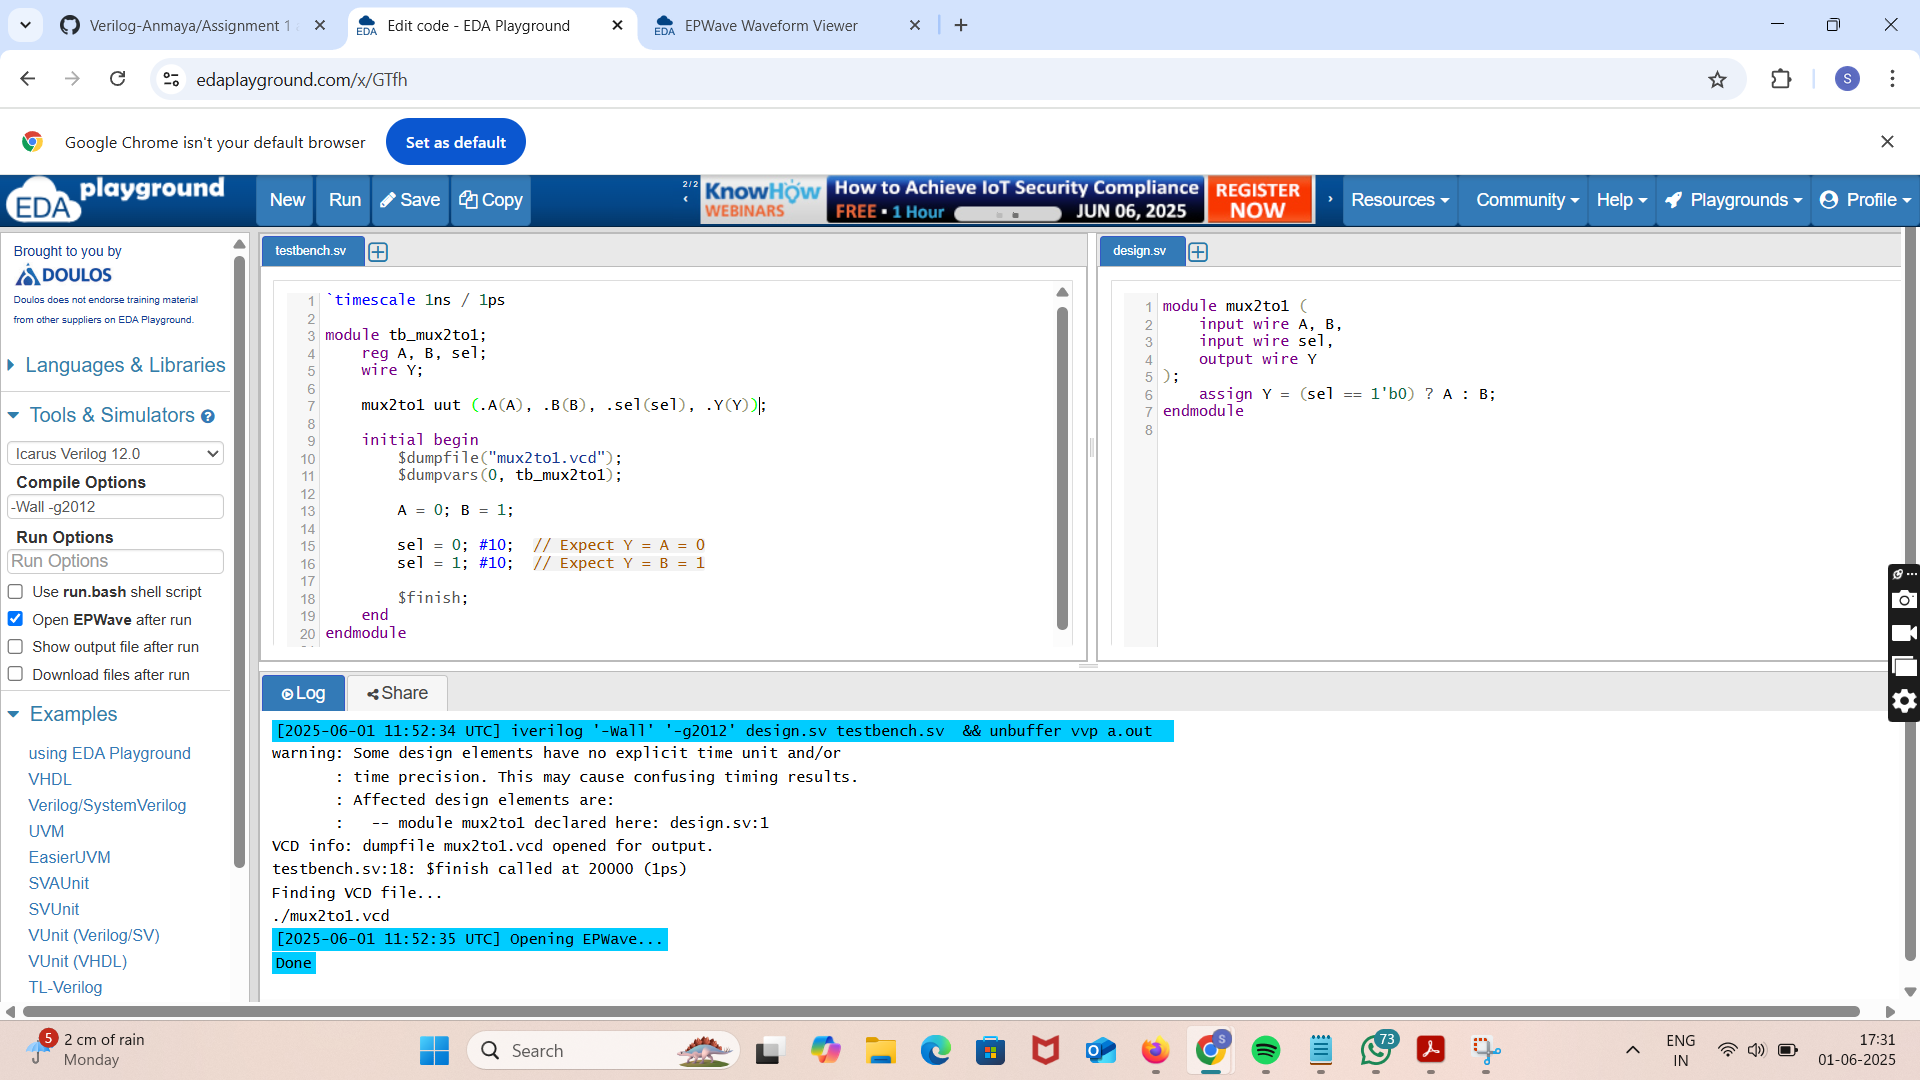 Verilog-Anmaya/Assignment 1 a
Edit code - EDA Playground
EPWave Waveform Viewer
edaplayground.com/x/GTfh
S
Google Chrome isn't your default browser
Set as default
EDA playground
New
Run
Save
Copy
2/2
KnowHow
WEBINARS
How to Achieve IoT Security Compliance
FREE • 1 Hour
JUN 06, 2025
REGISTER
NOW
Resources
Community
Help
Playgrounds
Profile
Brought to you by
DOULOS
Doulos does not endorse training material
from other suppliers on EDA Playground.
Languages & Libraries
Tools & Simulators
Icarus Verilog 12.0
Compile Options
-Wall -g2012
Run Options
Run Options
Use run.bash shell script
Open EPWave after run
Show output file after run
Download files after run
Examples
using EDA Playground
VHDL
Verilog/SystemVerilog
UVM
EasierUVM
SVAUnit
SVUnit
VUnit (Verilog/SV)
VUnit (VHDL)
TL-Verilog
testbench.sv
1 `timescale 1ns / 1ps
2
3 module tb_mux2to1;
4 reg A, B, sel;
5 wire Y;
6
7 mux2to1 uut (.A(A), .B(B), .sel(sel), .Y(Y));
8
9 initial begin
10 $dumpfile("mux2to1.vcd");
11 $dumpvars(0, tb_mux2to1);
12
13 A = 0; B = 1;
14
15 sel = 0; #10; // Expect Y = A = 0
16 sel = 1; #10; // Expect Y = B = 1
17
18 $finish;
19 end
20 endmodule
design.sv
1 module mux2to1 (
2 input wire A, B,
3 input wire sel,
4 output wire Y
5 );
6 assign Y = (sel == 1'b0) ? A : B;
7 endmodule
8
Log
Share
[2025-06-01 11:52:34 UTC] iverilog '-Wall' '-g2012' design.sv testbench.sv && unbuffer vvp a.out
warning: Some design elements have no explicit time unit and/or
: time precision. This may cause confusing timing results.
: Affected design elements are:
: -- module mux2to1 declared here: design.sv:1
VCD info: dumpfile mux2to1.vcd opened for output.
testbench.sv:18: $finish called at 20000 (1ps)
Finding VCD file...
./mux2to1.vcd
[2025-06-01 11:52:35 UTC] Opening EPWave...
Done
5
2 cm of rain
Monday
Search
S
73
ENG
IN
17:31
01-06-2025